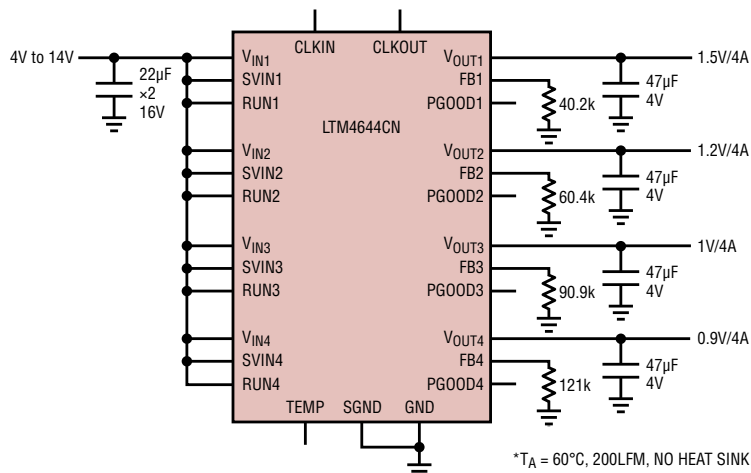 CLKIN CLKOUT
4V to 14V
22µF
×2
16V
LTM4644CN
VIN1
SVIN1
RUN1
VIN2
SVIN2
RUN2
VIN3
SVIN3
RUN3
VIN4
SVIN4
RUN4
VOUT1
FB1
PGOOD1
VOUT2
FB2
PGOOD2
VOUT3
FB3
PGOOD3
VOUT4
FB4
PGOOD4
40.2k
47µF
4V
1.5V/4A
60.4k
47µF
4V
1.2V/4A
90.9k
47µF
4V
1V/4A
121k
47µF
4V
0.9V/4A
TEMP SGND GND
*TA = 60°C, 200LFM, NO HEAT SINK